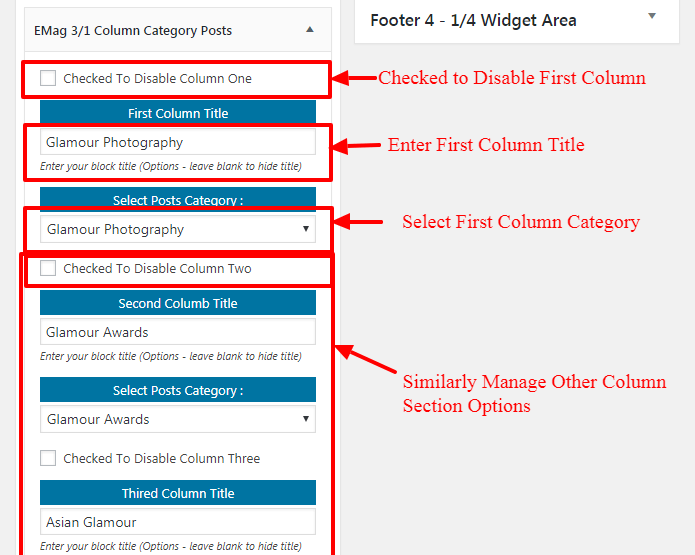 EMag 3/1 Column Category Posts
Footer 4 - 1/4 Widget Area
Checked To Disable Column One
Checked to Disable First Column
First Column Title
Glamour Photography
Enter First Column Title
Enter your block title (Options - leave blank to hide title)
Select Posts Category :
Glamour Photography
Select First Column Category
Checked To Disable Column Two
Second Columb Title
Glamour Awards
Enter your block title (Options - leave blank to hide title)
Similarly Manage Other Column
Section Options
Select Posts Category :
Glamour Awards
Checked To Disable Column Three
Thired Column Title
Asian Glamour
Enter your block title (Options - leave blank to hide title)